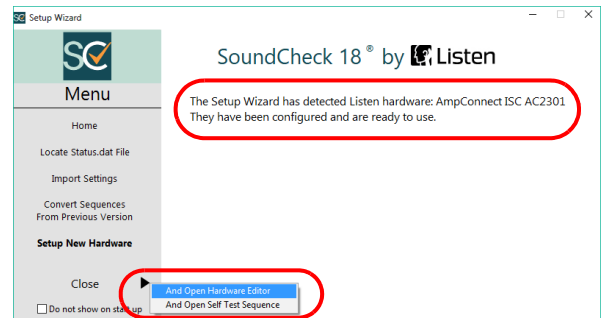 SC Setup Wizard
SC
Menu
Home
Locate Status.dat File
Import Settings
Convert Sequences
From Previous Version
Setup New Hardware
Close
Do not show on start up
SoundCheck 18 ® by Listen
The Setup Wizard has detected Listen hardware: AmpConnect ISC AC2301
They have been configured and are ready to use.
And Open Hardware Editor
And Open Self Test Sequence